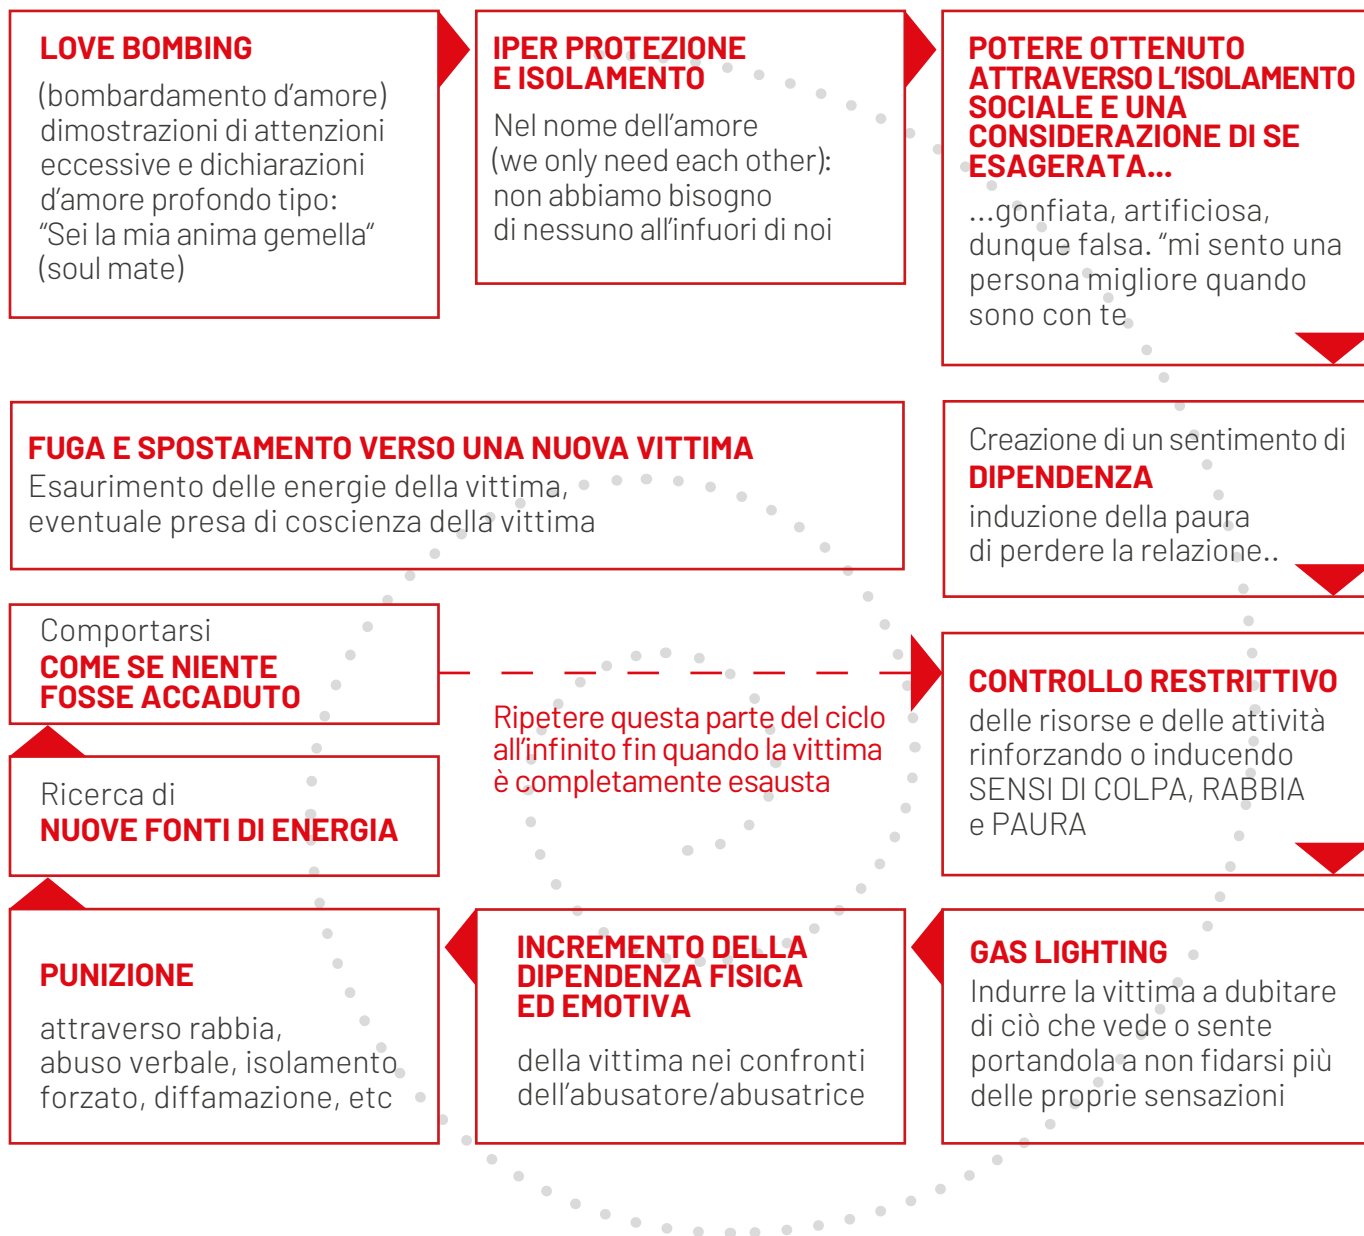 LOVE BOMBING
(bombardamento d'amore)
dimostrazioni di attenzioni
eccessive e dichiarazioni
d'amore profondo tipo:
“Sei la mia anima gemella“
(soul mate)
IPER PROTEZIONE
E ISOLAMENTO
Nel nome dell'amore
(we only need each other):
non abbiamo bisogno
di nessuno all'infuori di noi
POTERE OTTENUTO
ATTRAVERSO L'ISOLAMENTO
SOCIALE E UNA
CONSIDERAZIONE DI SE
ESAGERATA...
...gonfiata, artificiosa,
dunque falsa. “mi sento una
persona migliore quando
sono con te
Creazione di un sentimento di
DIPENDENZA
induzione della paura
di perdere la relazione..
CONTROLLO RESTRITTIVO
delle risorse e delle attività
rinforzando o inducendo
SENSI DI COLPA, RABBIA
e PAURA
GAS LIGHTING
Indurre la vittima a dubitare
di ciò che vede o sente
portandola a non fidarsi più
delle proprie sensazioni
INCREMENTO DELLA
DIPENDENZA FISICA
ED EMOTIVA
della vittima nei confronti
dell'abusatore/abusatrice
PUNIZIONE
attraverso rabbia,
abuso verbale, isolamento
forzato, diffamazione, etc
Ricerca di
NUOVE FONTI DI ENERGIA
Comportarsi
COME SE NIENTE
FOSSE ACCADUTO
Ripetere questa parte del ciclo
all'infinito fin quando la vittima
è completamente esausta
FUGA E SPOSTAMENTO VERSO UNA NUOVA VITTIMA
Esaurimento delle energie della vittima,
eventuale presa di coscienza della vittima